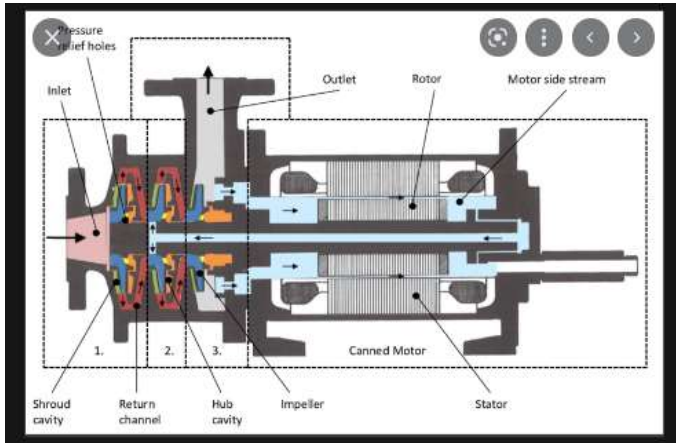 Pressure
relief holes
Inlet
Outlet
Rotor
Motor side stream
1.
2.
3.
Canned Motor
Shroud
cavity
Return
channel
Hub
cavity
Impeller
Stator